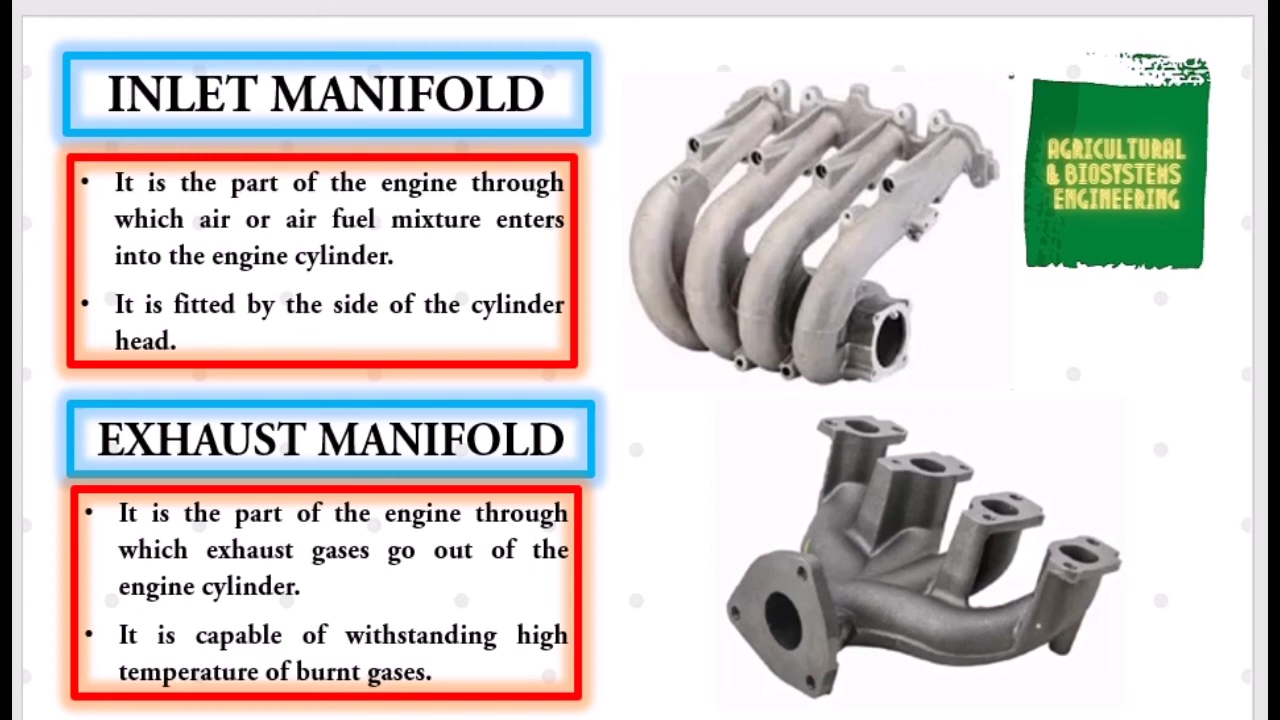 INLET MANIFOLD
• It is the part of the engine through
which air or air fuel mixture enters
into the engine cylinder.
• It is fitted by the side of the cylinder
head.
AGRICULTURAL
& BIOSYSTEMS
ENGINEERING
EXHAUST MANIFOLD
• It is the part of the engine through
which exhaust gases go out of the
engine cylinder.
• It is capable of withstanding high
temperature of burnt gases.